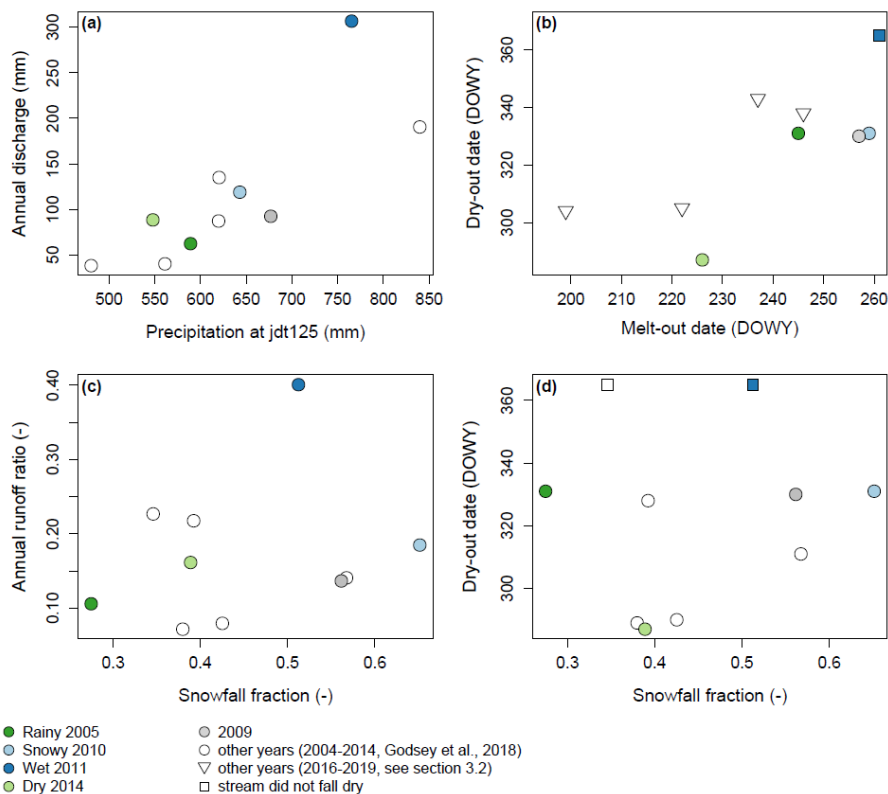 (a)
Annual discharge (mm)
50 100 150 200 250 300
500 550 600 650 700 750 800 850
Precipitation at jdt125 (mm)
(b)
Dry-out date (DOWY)
300 320 340 360
200 210 220 230 240 250 260
Melt-out date (DOWY)
(c)
Annual runoff ratio (-)
0.10 0.20 0.30 0.40
0.3 0.4 0.5 0.6
Snowfall fraction (-)
(d)
Dry-out date (DOWY)
300 320 340 360
0.3 0.4 0.5 0.6
Snowfall fraction (-)
Rainy 2005
Snowy 2010
Wet 2011
Dry 2014
2009
other years (2004-2014, Godsey et al., 2018)
other years (2016-2019, see section 3.2)
stream did not fall dry